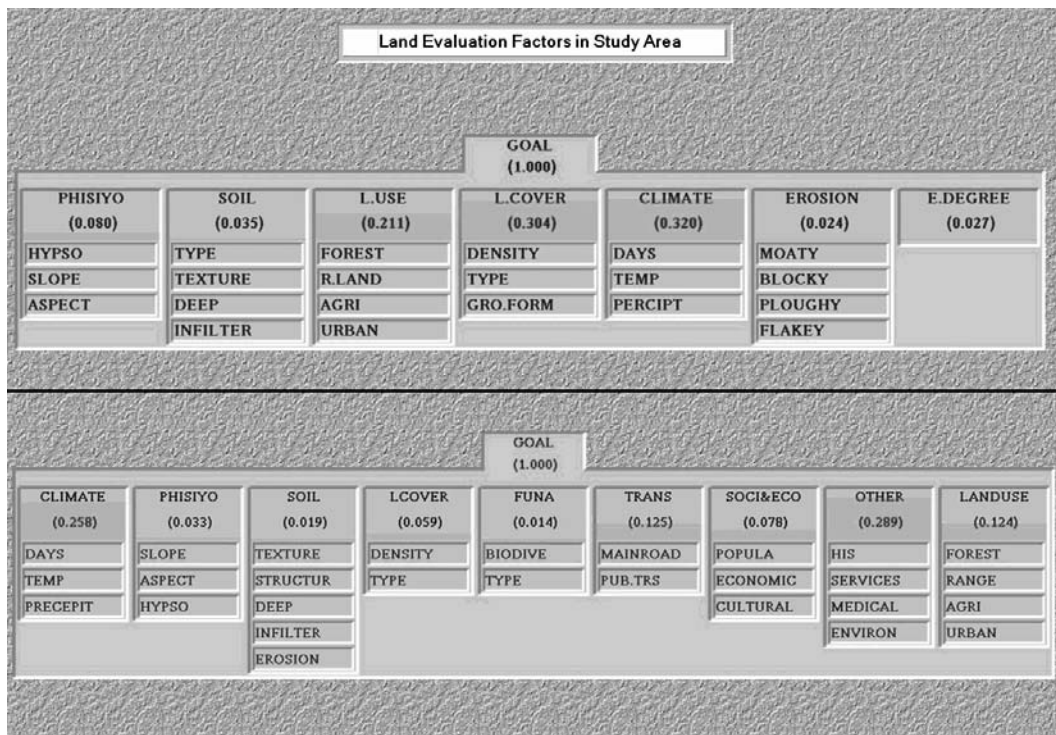 Land Evaluation Factors in Study Area
GOAL
(1.000)
PHISIYO SOIL L.USE L.COVER CLIMATE EROSION E.DEGREE
(0.080) (0.035) (0.211) (0.304) (0.320) (0.024) (0.027)
HYPSO TYPE FOREST DENSITY DAYS MOATY
SLOPE TEXTURE R.LAND TYPE TEMP BLOCKY
ASPECT DEEP AGRI GRO.FORM PERCIPT PLOUGHY
INFILTER URBAN FLAKEY
GOAL
(1.000)
CLIMATE PHISIYO SOIL LCOVER FUNA TRANS SOCI&ECO OTHER LANDUSE
(0.258) (0.033) (0.019) (0.059) (0.014) (0.125) (0.078) (0.289) (0.124)
DAYS SLOPE TEXTURE DENSITY BIODIVE MAINROAD POPULA HIS FOREST
TEMP ASPECT STRUCTUR TYPE TYPE PUB.TRS ECONOMIC SERVICES RANGE
PRECEPIT HYPSO DEEP CULTURAL MEDICAL AGRI
INFILTER ENVIRON URBAN
EROSION